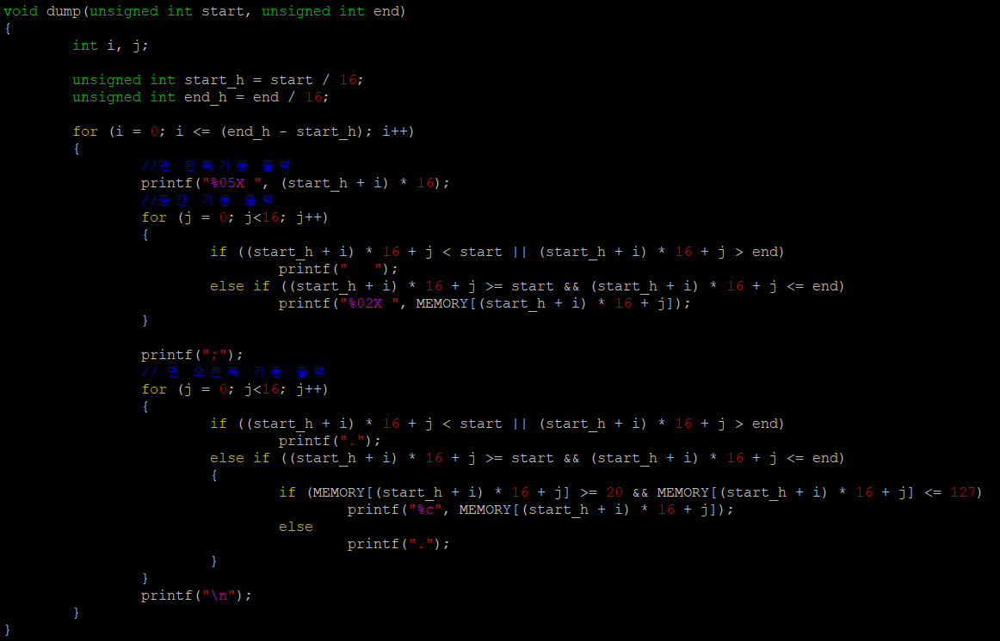 void dump(unsigned int start, unsigned int end)
{
        int i, j;

        unsigned int start_h = start / 16;
        unsigned int end_h = end / 16;

        for (i = 0; i <= (end_h - start_h); i++)
        {
                //맨 왼쪽기둥 출력
                printf("%05X ", (start_h + i) * 16);
                //중간 기둥 출력
                for (j = 0; j<16; j++)
                {
                        if ((start_h + i) * 16 + j < start || (start_h + i) * 16 + j > end)
                                printf("   ");
                        else if ((start_h + i) * 16 + j >= start && (start_h + i) * 16 + j <= end)
                                printf("%02X ", MEMORY[(start_h + i) * 16 + j]);
                }

                printf(";");
                // 맨 오른쪽 기둥 출력
                for (j = 0; j<16; j++)
                {
                        if ((start_h + i) * 16 + j < start || (start_h + i) * 16 + j > end)
                                printf(".");
                        else if ((start_h + i) * 16 + j >= start && (start_h + i) * 16 + j <= end)
                        {
                                if (MEMORY[(start_h + i) * 16 + j] >= 20 && MEMORY[(start_h + i) * 16 + j] <= 127)
                                        printf("%c", MEMORY[(start_h + i) * 16 + j]);
                                else
                                        printf(".");
                        }
                }
                printf("\n");
        }
}